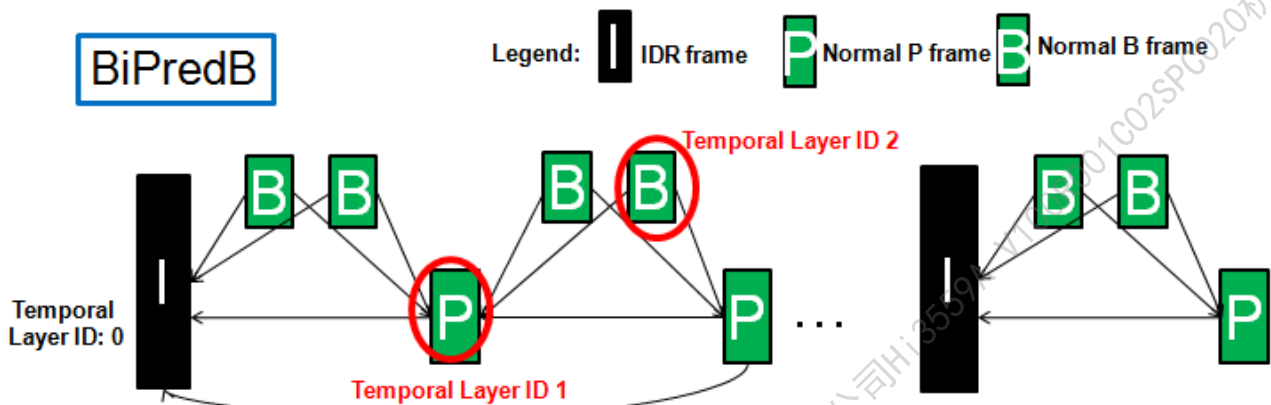 BiPredB
Legend: I IDR frame P Normal P frame B Normal B frame
Temporal Layer ID 2
B B B B B B
I I
Temporal
Layer ID: 0
P P ... P
Temporal Layer ID 1